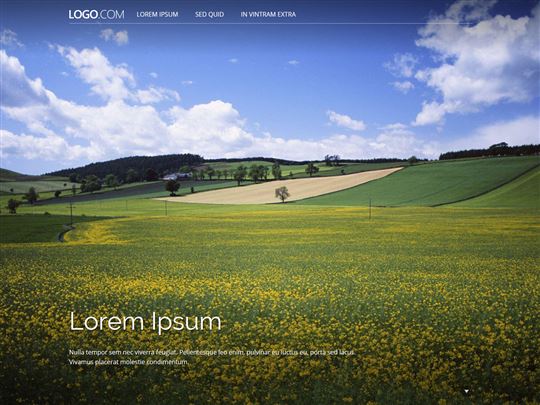 LOGO.COM LOREM IPSUM SED QUID IN VINTRAM EXTRA
Lorem Ipsum
Nulla tempor sem nec viverra feugiat. Pellentesque feo enim, pulvinar eu luctus eu, porta sed lacus.
Vivamus placerat molestie condimentum.